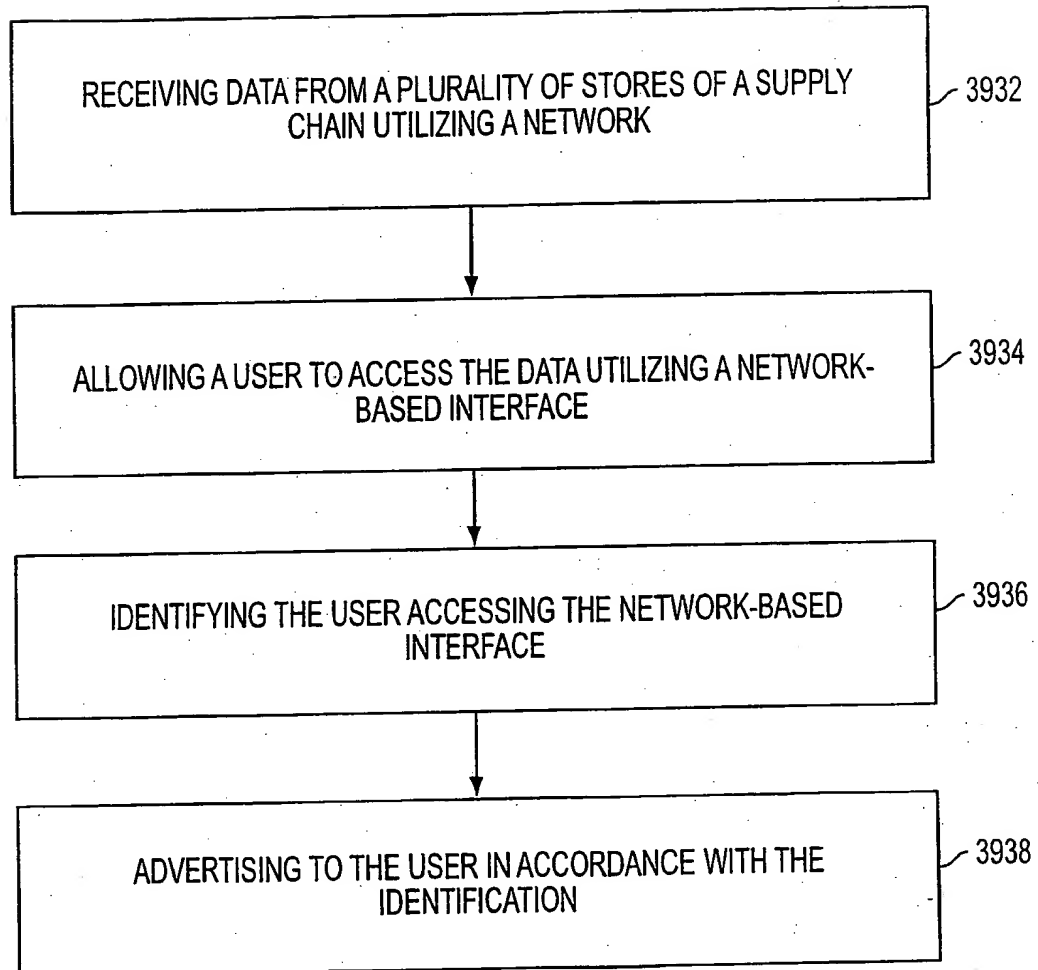 RECEIVING DATA FROM A PLURALITY OF STORES OF A SUPPLY
CHAIN UTILIZING A NETWORK
3932
ALLOWING A USER TO ACCESS THE DATA UTILIZING A NETWORK-
BASED INTERFACE
3934
IDENTIFYING THE USER ACCESSING THE NETWORK-BASED
INTERFACE
3936
ADVERTISING TO THE USER IN ACCORDANCE WITH THE
IDENTIFICATION
3938